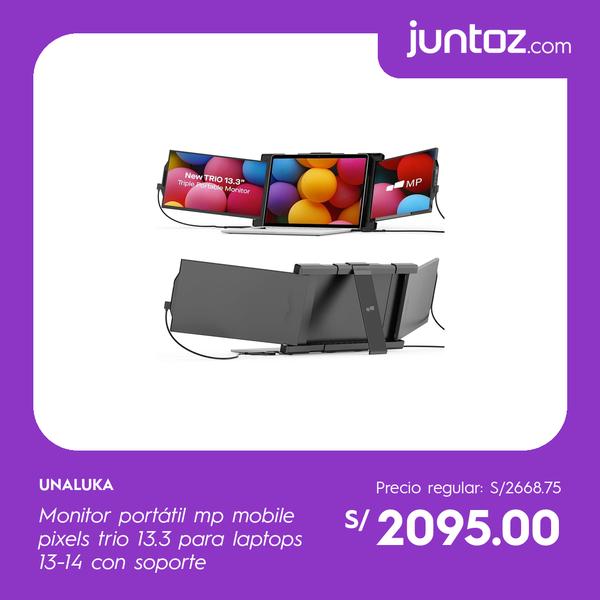 juntoz.com
New TRIO 13.3"
Triple Portable Monitor
MP
UNALUKA
Monitor portátil mp mobile
pixels trio 13.3 para laptops
13-14 con soporte
Precio regular: S/2668.75
S/ 2095.00